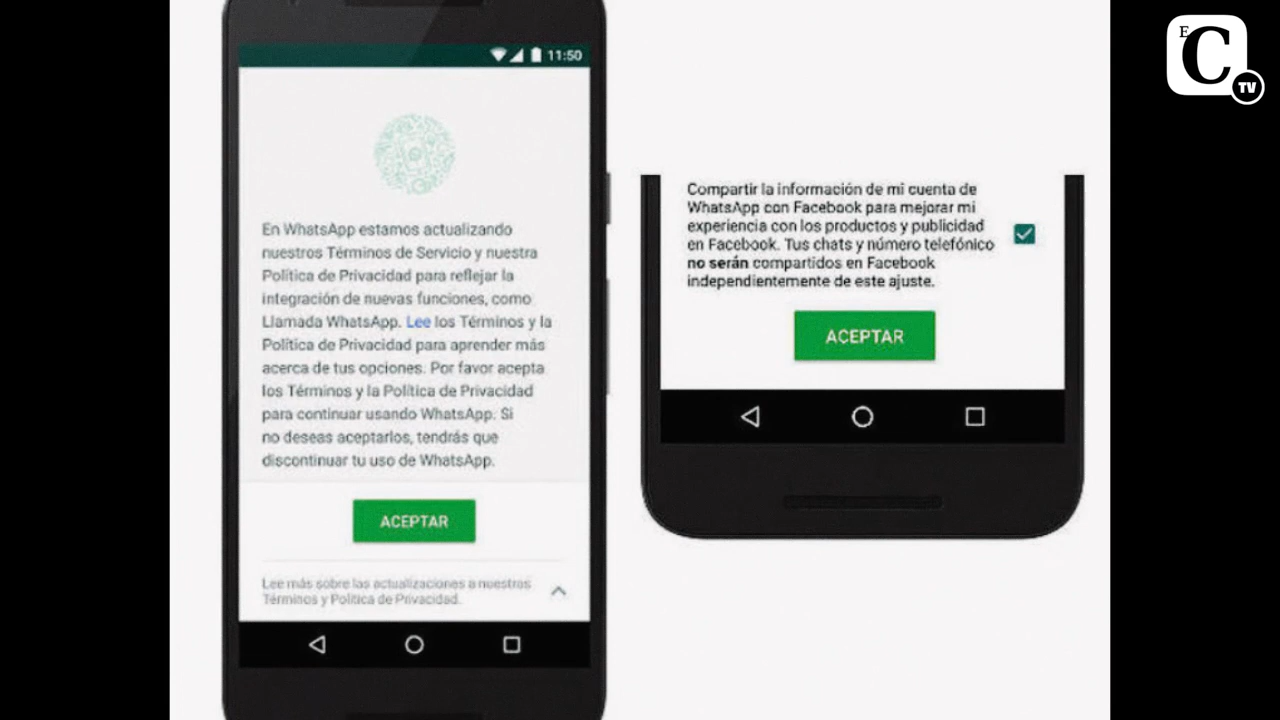 11:50
En WhatsApp estamos actualizando
nuestros Términos de Servicio y nuestra
Política de Privacidad para reflejar la
integración de nuevas funciones, como
Llamada WhatsApp. Lee los Términos y la
Política de Privacidad para aprender más
acerca de tus opciones. Por favor acepta
los Términos y la Política de Privacidad
para continuar usando WhatsApp. Si
no deseas aceptarlos, tendrás que
discontinuar tu uso de WhatsApp.
ACEPTAR
Lee más sobre las actualizaciones a nuestros
Términos y Política de Privacidad.
Compartir la información de mi cuenta de
WhatsApp con Facebook para mejorar mi
experiencia con los productos y publicidad
en Facebook. Tus chats y número telefónico
no serán compartidos en Facebook
independientemente de este ajuste.
ACEPTAR
E
C
TV